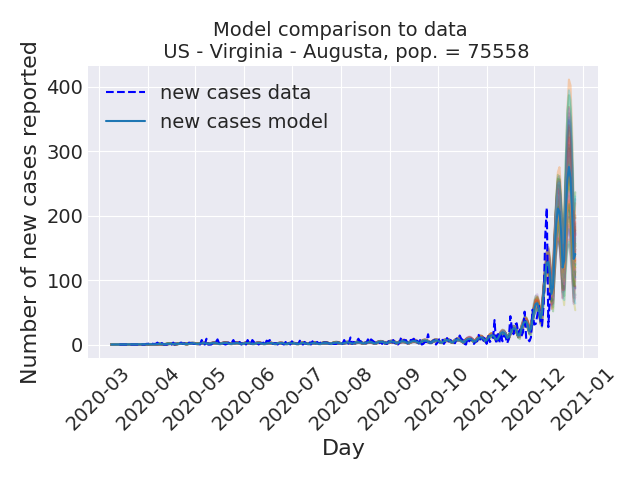 Model comparison to data
US - Virginia - Augusta, pop. = 75558
Number of new cases reported
400
300
200
100
0
new cases data
new cases model
2020-03
2020-04
2020-05
2020-06
2020-07
2020-08
2020-09
2020-10
2020-11
2020-12
2021-01
Day